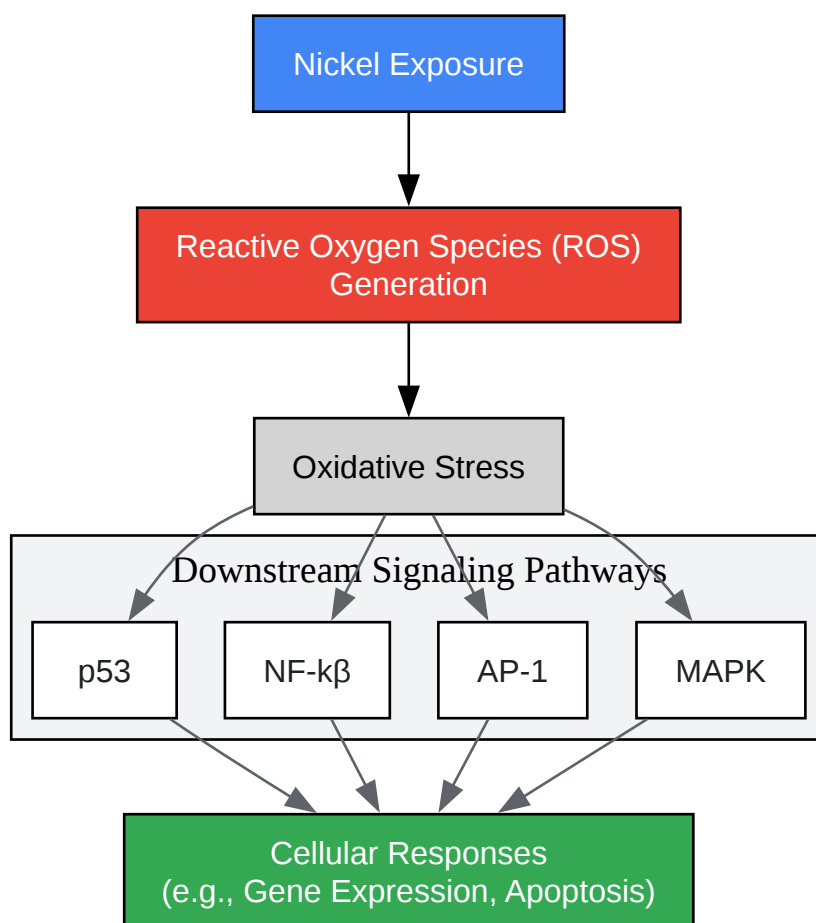 Nickel Exposure
Reactive Oxygen Species (ROS)
Generation
Oxidative Stress
Downstream Signaling Pathways
p53
NF-kβ
AP-1
MAPK
Cellular Responses
(e.g., Gene Expression, Apoptosis)